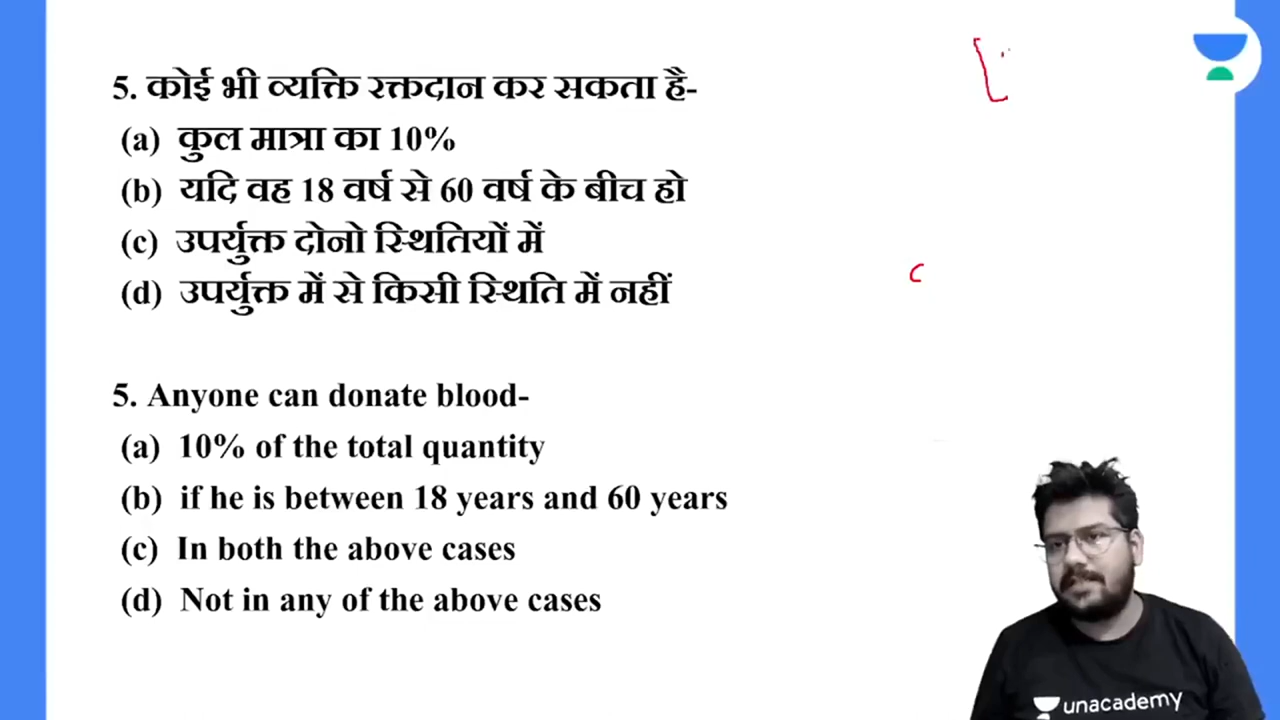 5. कोई भी व्यक्ति रक्तदान कर सकता है-
(a) कुल मात्रा का 10%
(b) यदि वह 18 वर्ष से 60 वर्ष के बीच हो
(c) उपर्युक्त दोनो स्थितियों में
(d) उपर्युक्त में से किसी स्थिति में नहीं
5. Anyone can donate blood-
(a) 10% of the total quantity
(b) if he is between 18 years and 60 years
(c) In both the above cases
(d) Not in any of the above cases
unacademy